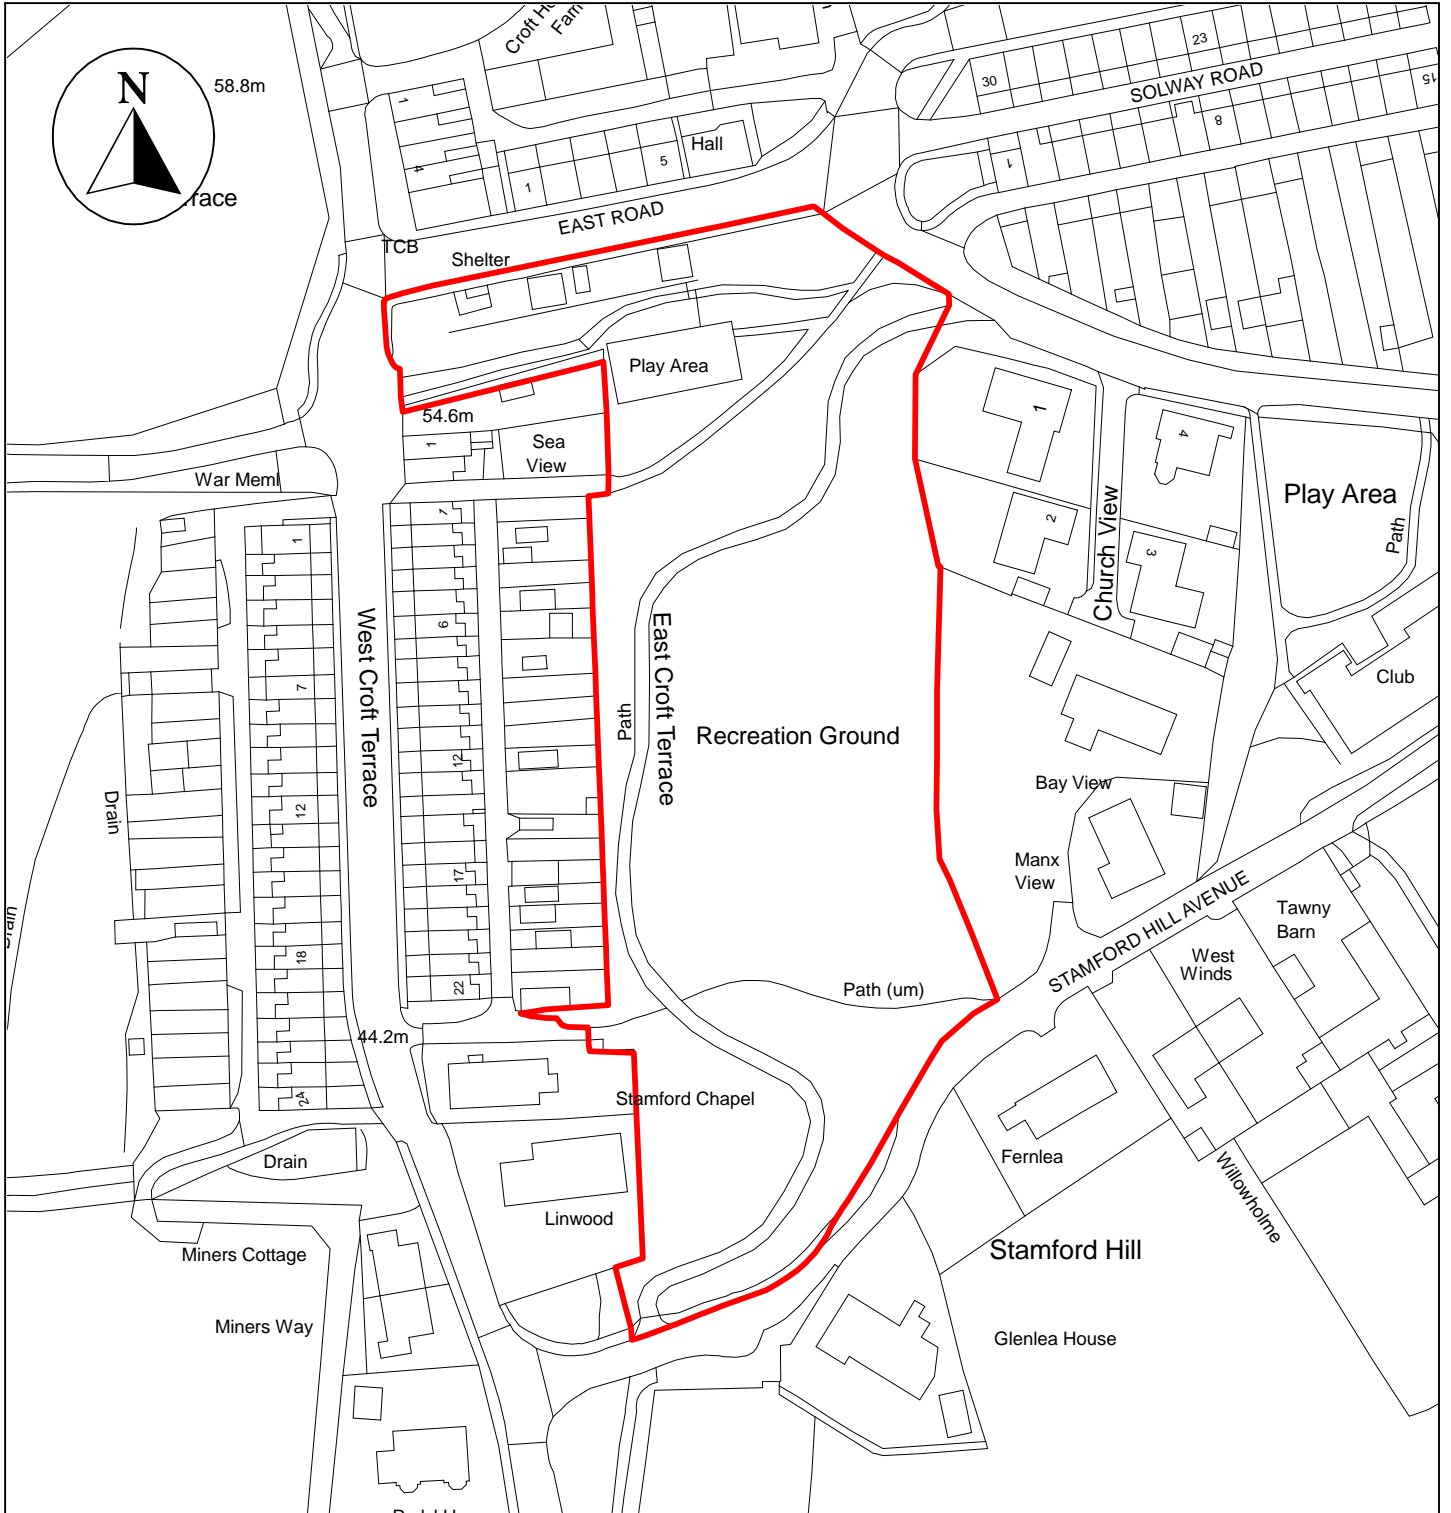 Croft
Farm
N
58.8m
race
1
4
1
5
Hall
EAST ROAD
TCB
Shelter
30
23
SOLWAY ROAD
15
8
1
Play Area
54.6m
1
Sea
View
War Meml
1
4
2
3
Church View
Play Area
Path
Club
1
7
12
18
24
West Croft Terrace
6
12
17
22
Path
East Croft Terrace
Recreation Ground
Drain
Drain
Bay View
Manx
View
STAMFORD HILL AVENUE
Tawny
Barn
West
Winds
Path (um)
44.2m
Stamford Chapel
Drain
Linwood
Fernlea
Willowholme
Stamford Hill
Miners Cottage
Miners Way
Glenlea House